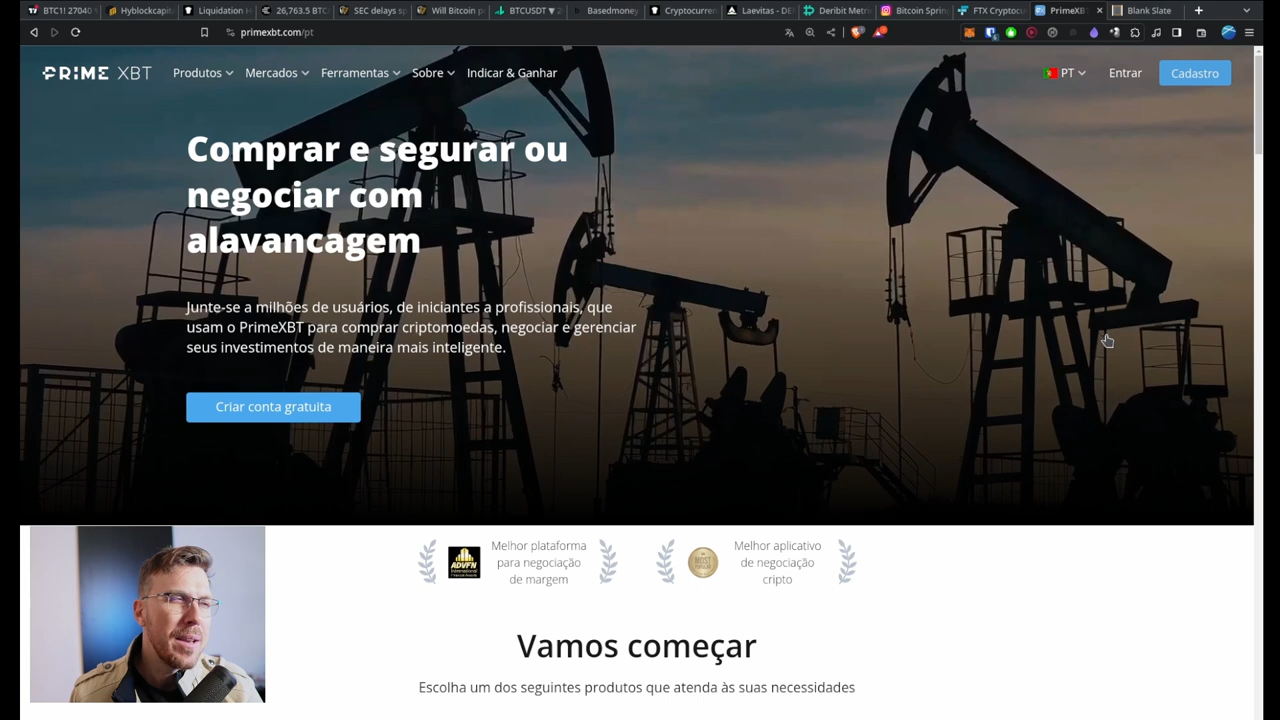 BTC1! 27040
Hyblockcapit
Liquidation H
26,763.5 BTC
SEC delays s
Will Bitcoin p
BTCUSDT ▼ 2
Basedmoney
Cryptocurren
Laevitas - DE
Deribit Metri
Bitcoin Sprin
FTX Cryptocu
PrimeXB
Blank Slate
primexbt.com/pt
PRIME XBT
Produtos
Mercados
Ferramentas
Sobre
Indicar & Ganhar
PT
Entrar
Cadastro
Comprar e segurar ou
negociar com
alavancagem
Junte-se a milhões de usuários, de iniciantes a profissionais, que
usam o PrimeXBT para comprar criptomoedas, negociar e gerenciar
seus investimentos de maneira mais inteligente.
Criar conta gratuita
ADVFN
Melhor plataforma
para negociação
de margem
MOST
Melhor aplicativo
de negociação
cripto
Vamos começar
Escolha um dos seguintes produtos que atenda às suas necessidades